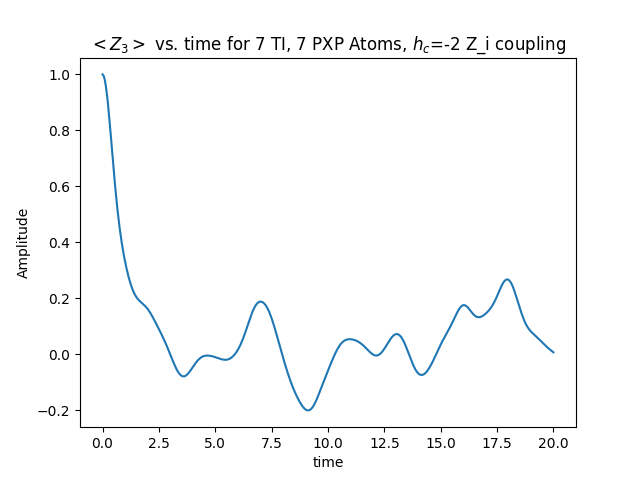 < Z₃ > vs. time for 7 TI, 7 PXP Atoms, h_c=-2 Z_i coupling
1.0
0.8
0.6
0.4
0.2
0.0
−0.2
Amplitude
0.0 2.5 5.0 7.5 10.0 12.5 15.0 17.5 20.0
time